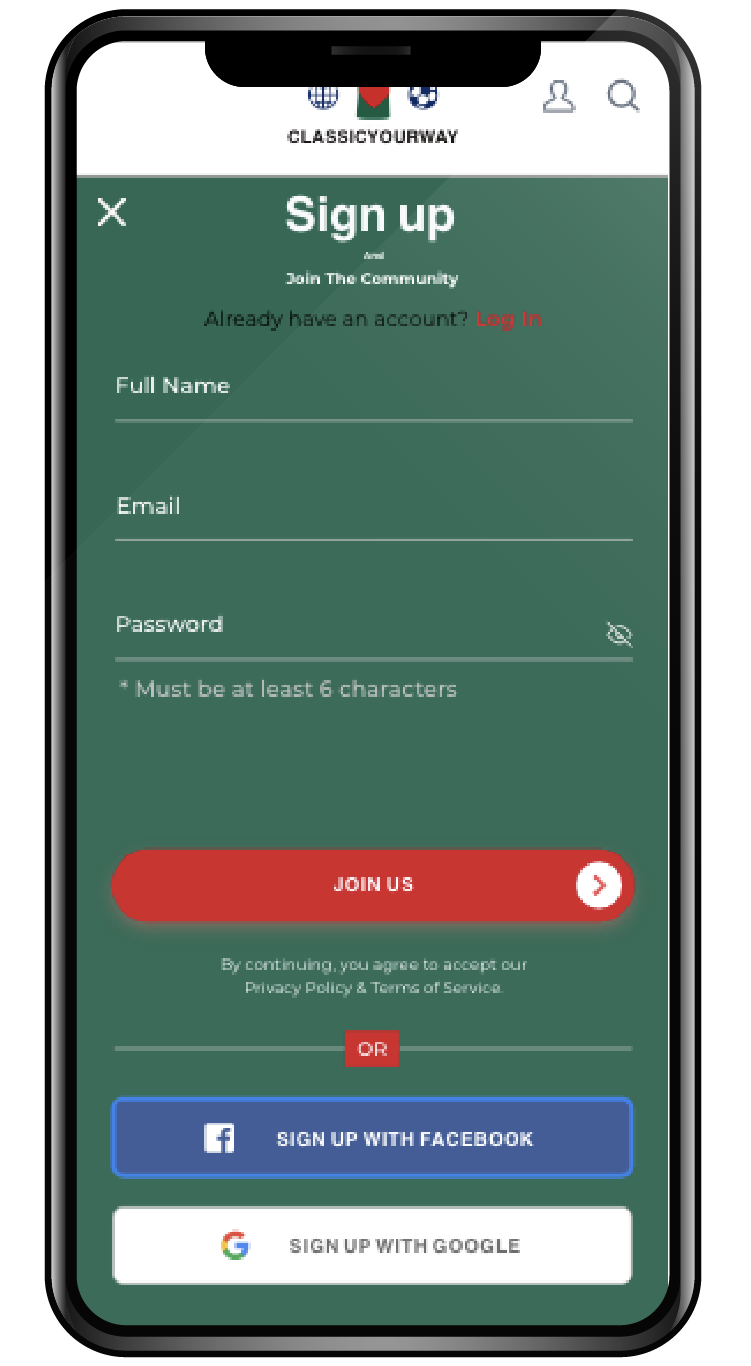 CLASSICYOURWAY
Sign up
And
Join The Community
Already have an account? Log In
Full Name
Email
Password
* Must be at least 6 characters
JOIN US
By continuing, you agree to accept our
Privacy Policy & Terms of Service.
OR
SIGN UP WITH FACEBOOK
SIGN UP WITH GOOGLE